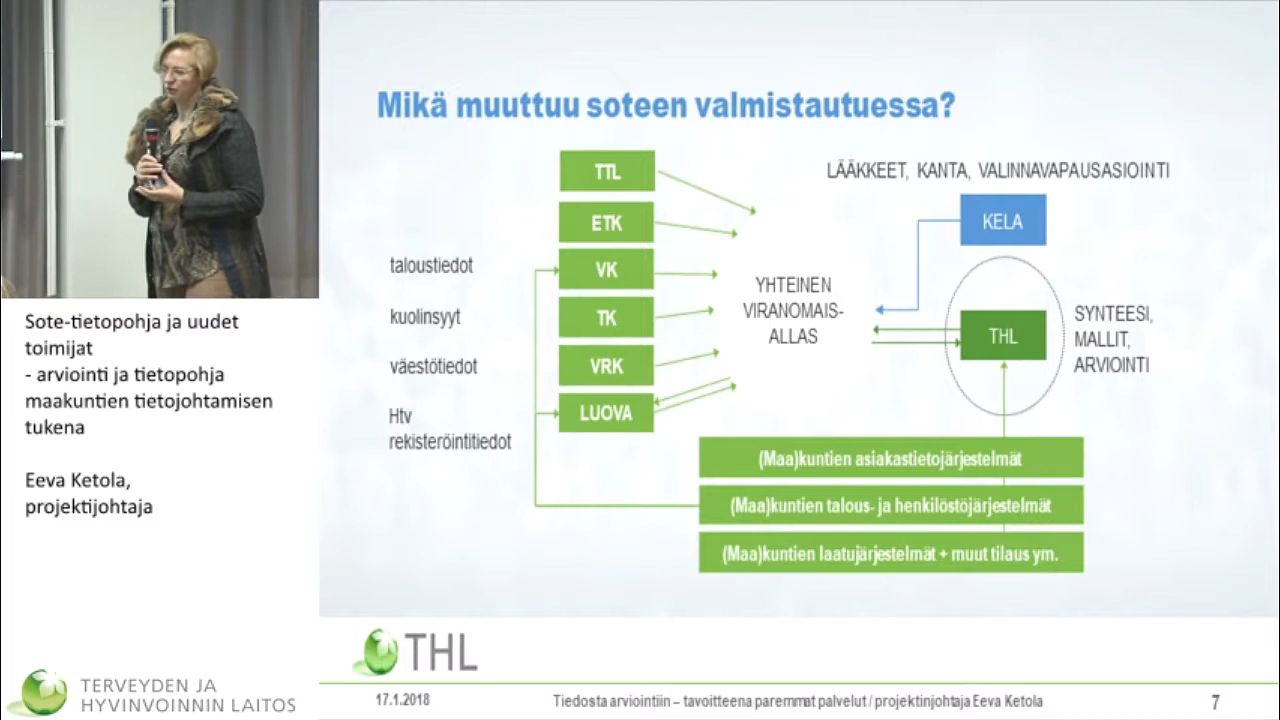 Sote-tietopohja ja uudet
toimijat
- arviointi ja tietopohja
maakuntien tietojohtamisen
tukena
Eeva Ketola,
projektijohtaja
TERVEYDEN JA
HYVINVOINNIN LAITOS
Mikä muuttuu soteen valmistautuessa?
TTL
ETK
VK
TK
VRK
LUOVA
taloustiedot
kuolinsyyt
väestötiedot
Htv
rekisteröintitiedot
YHTEINEN
VIRANOMAIS-
ALLAS
LÄÄKKEET, KANTA, VALINNAVAPAUSASIOINTI
KELA
THL
SYNTEESI,
MALLIT,
ARVIOINTI
(Maa)kuntien asiakastietojärjestelmät
(Maa)kuntien talous- ja henkilöstöjärjestelmät
(Maa)kuntien laatujärjestelmät + muut tilaus ym.
THL
17.1.2018
Tiedosta arviointiin – tavoitteena paremmat palvelut / projektinjohtaja Eeva Ketola
7